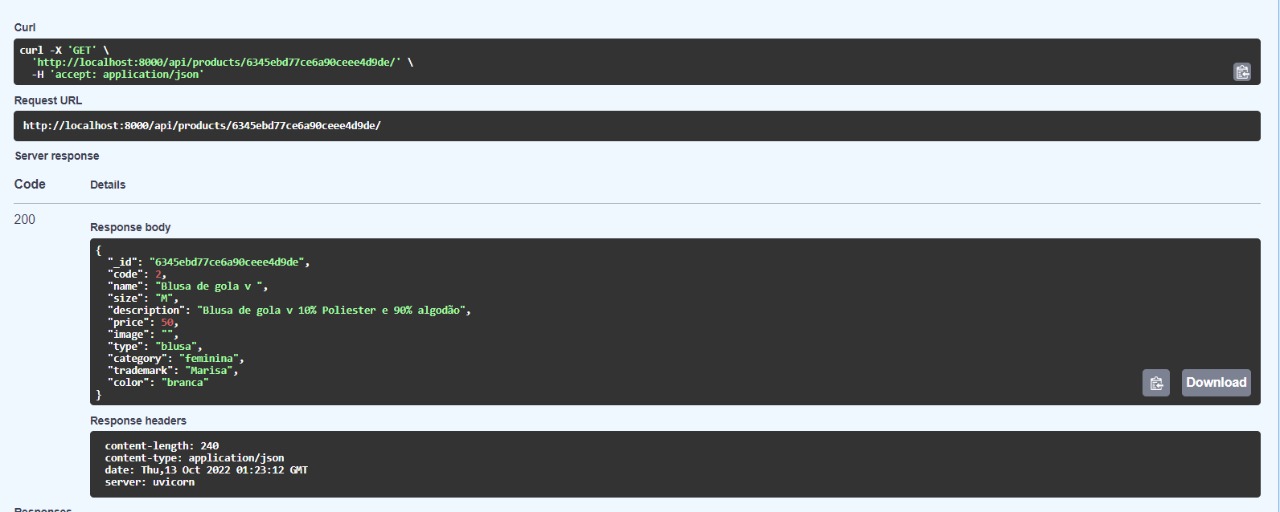 Curl
curl -X 'GET' \
  'http://localhost:8000/api/products/6345ebd77ce6a90ceee4d9de/' \
  -H 'accept: application/json'
Request URL
http://localhost:8000/api/products/6345ebd77ce6a90ceee4d9de/
Server response
Code Details
200
Response body
{
  "_id": "6345ebd77ce6a90ceee4d9de",
  "code": 2,
  "name": "Blusa de gola v ",
  "size": "M",
  "description": "Blusa de gola v 10% Poliester e 90% algodão",
  "price": 50,
  "image": "",
  "type": "blusa",
  "category": "feminina",
  "trademark": "Marisa",
  "color": "branca"
}
Download
Response headers
content-length: 240
content-type: application/json
date: Thu,13 Oct 2022 01:23:12 GMT
server: uvicorn
Responses